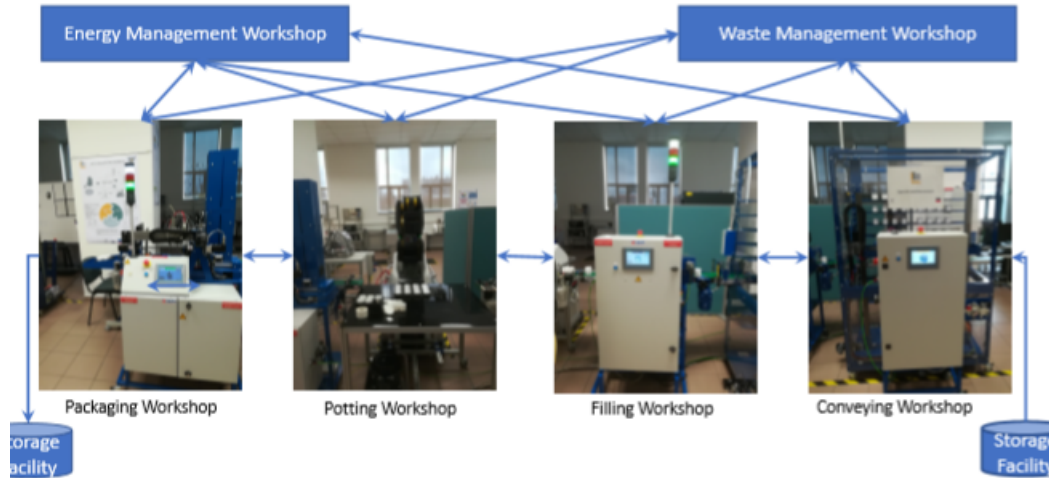 Energy Management Workshop
Waste Management Workshop
Packaging Workshop
Potting Workshop
Filling Workshop
Conveying Workshop
torage
acility
Storage
Facility